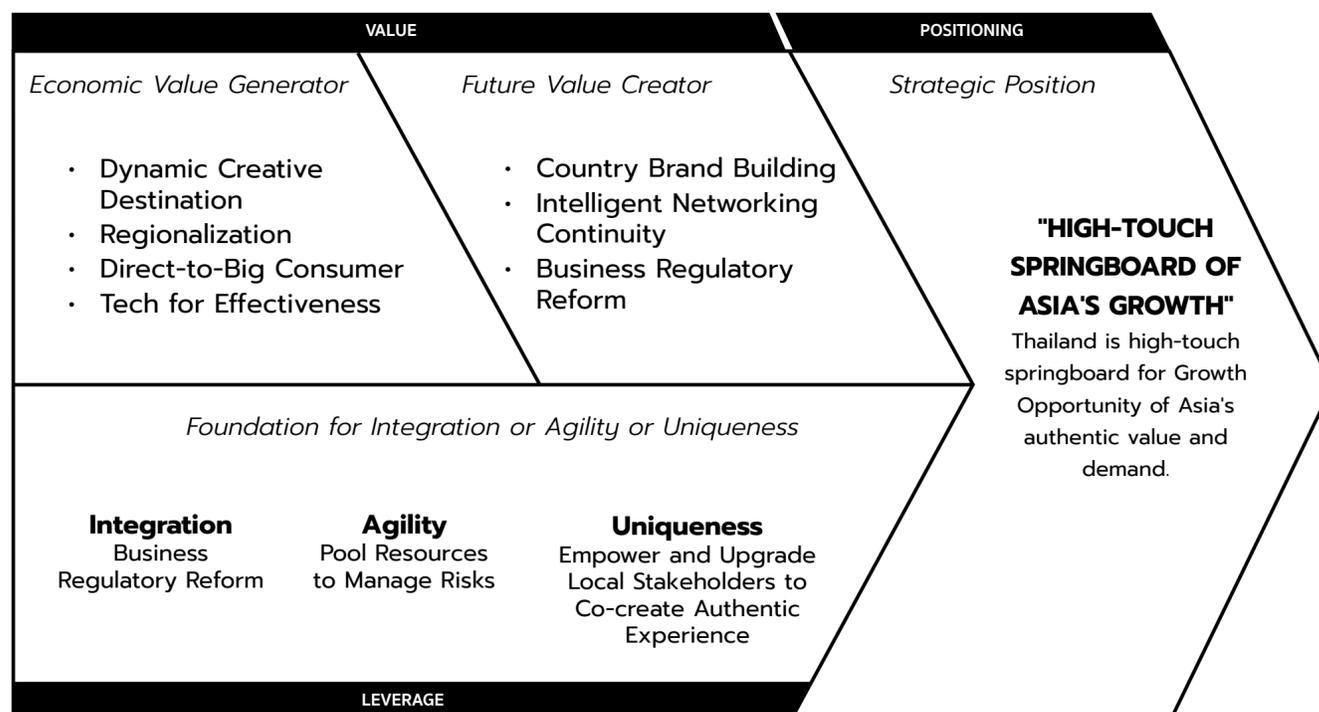 VALUE
POSITIONING
Economic Value Generator
Future Value Creator
Strategic Position
• Dynamic Creative
Destination
• Regionalization
• Direct-to-Big Consumer
• Tech for Effectiveness
• Country Brand Building
• Intelligent Networking
Continuity
• Business Regulatory
Reform
"HIGH-TOUCH
SPRINGBOARD OF
ASIA'S GROWTH"
Thailand is high-touch
springboard for Growth
Opportunity of Asia's
authentic value and
demand.
Foundation for Integration or Agility or Uniqueness
Integration
Business
Regulatory Reform
Agility
Pool Resources
to Manage Risks
Uniqueness
Empower and Upgrade
Local Stakeholders to
Co-create Authentic
Experience
LEVERAGE